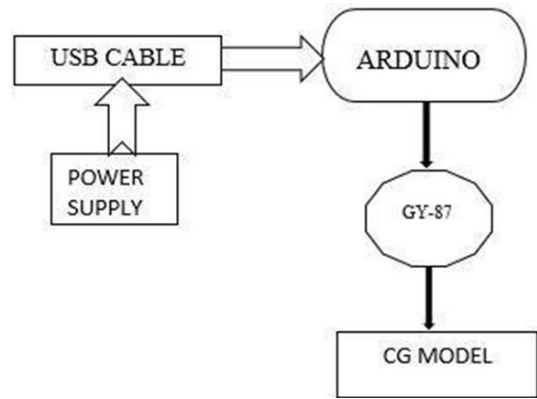 USB CABLE
ARDUINO
POWER
SUPPLY
GY-87
CG MODEL